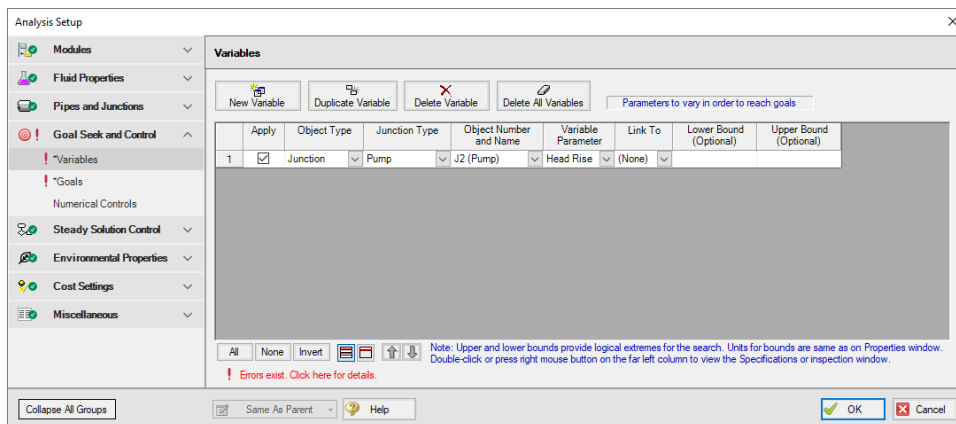 Analysis Setup
Modules
Fluid Properties
Pipes and Junctions
Goal Seek and Control
*Variables
*Goals
Numerical Controls
Steady Solution Control
Environmental Properties
Cost Settings
Miscellaneous
Variables
New Variable Duplicate Variable Delete Variable Delete All Variables Parameters to vary in order to reach goals
Apply Object Type Junction Type Object Number and Name Variable Parameter Link To Lower Bound (Optional) Upper Bound (Optional)
1 Junction Pump J2 (Pump) Head Rise (None)
All None Invert
Note: Upper and lower bounds provide logical extremes for the search. Units for bounds are same as on Properties window.
Double-click or press right mouse button on the far left column to view the Specifications or inspection window.
! Errors exist. Click here for details.
Collapse All Groups Same As Parent Help OK Cancel